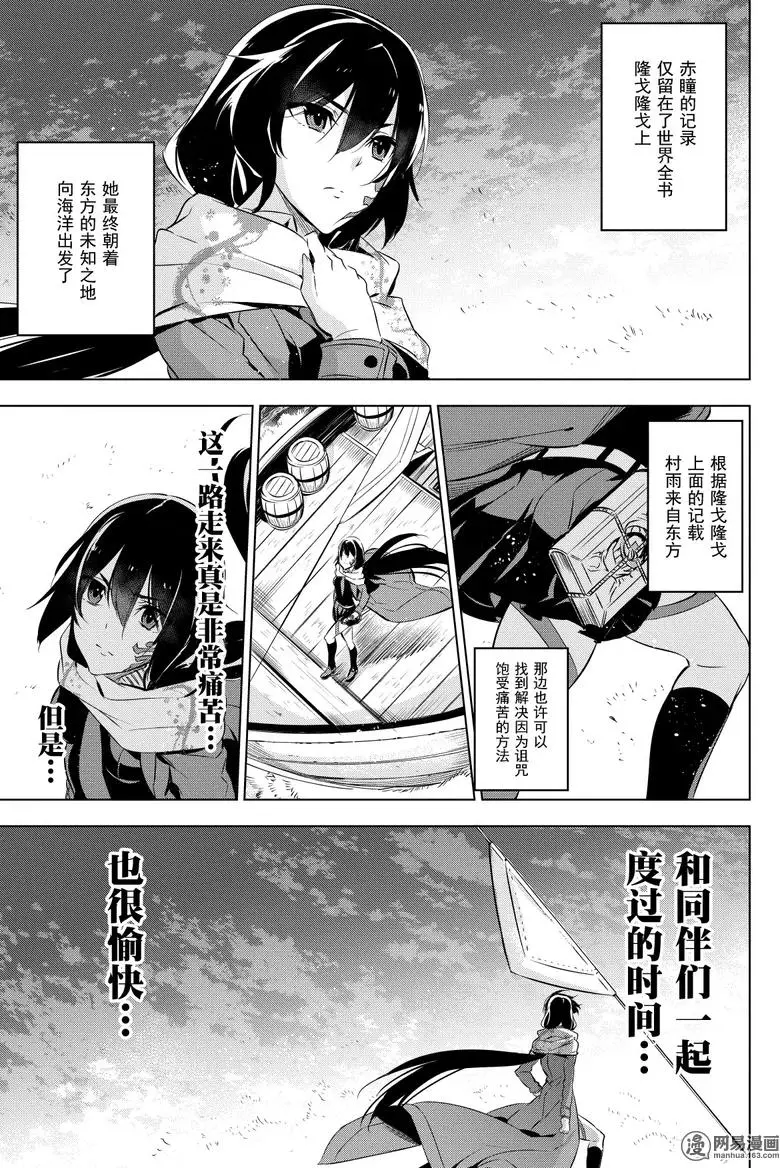 赤瞳的记录
仅留在了世界全书
隆戈隆戈上
她最终朝着
东方的未知之地
向海洋出发了
根据隆戈隆戈
上面的记载
村雨来自东方
那边也许可以
找到解决因为诅咒
饱受痛苦的方法
这一路走来真是非常痛苦…
但是…
和同伴们一起
度过的时间…
也很愉快…
漫 网易漫画
manhua.163.com